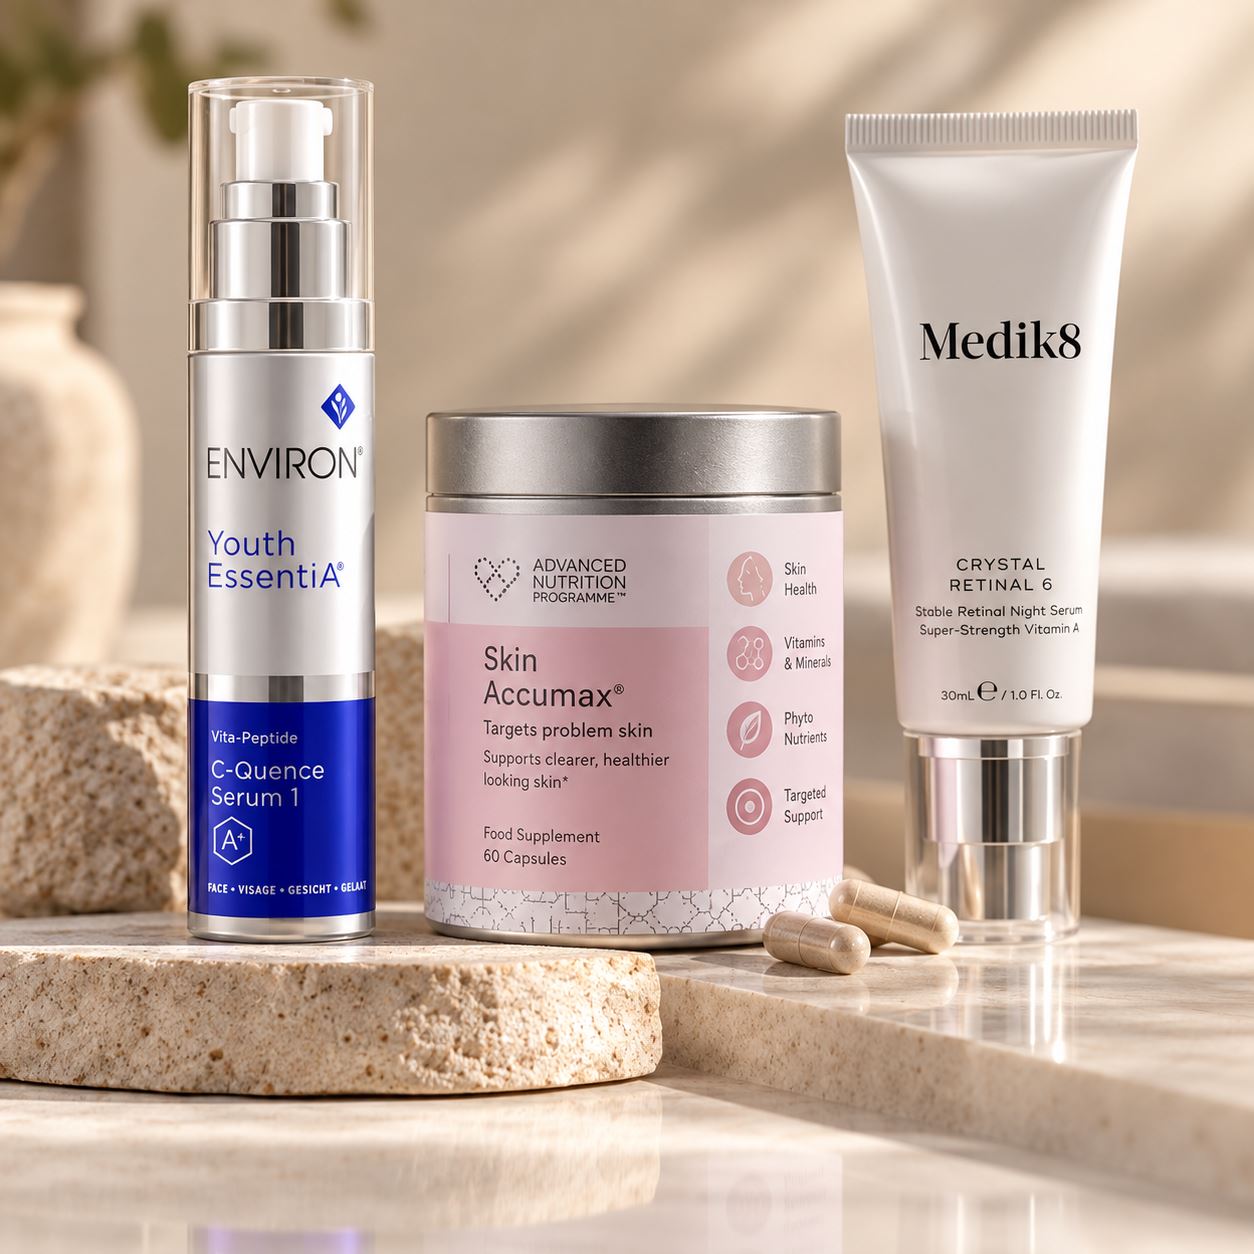 ENVIRON®
Youth
EssentiA®
Vita-Peptide
C-Quence
Serum 1
A+
FACE • VISAGE • GESICHT • GELAAT
ADVANCED
NUTRITION
PROGRAMME™
Skin
Accumax®
Targets problem skin
Supports clearer, healthier
looking skin*
Food Supplement
60 Capsules
Skin
Health
Vitamins
& Minerals
Phyto
Nutrients
Targeted
Support
Medik8
CRYSTAL
RETINAL 6
Stable Retinal Night Serum
Super-Strength Vitamin A
30mL ℮ / 1.0 Fl. Oz.